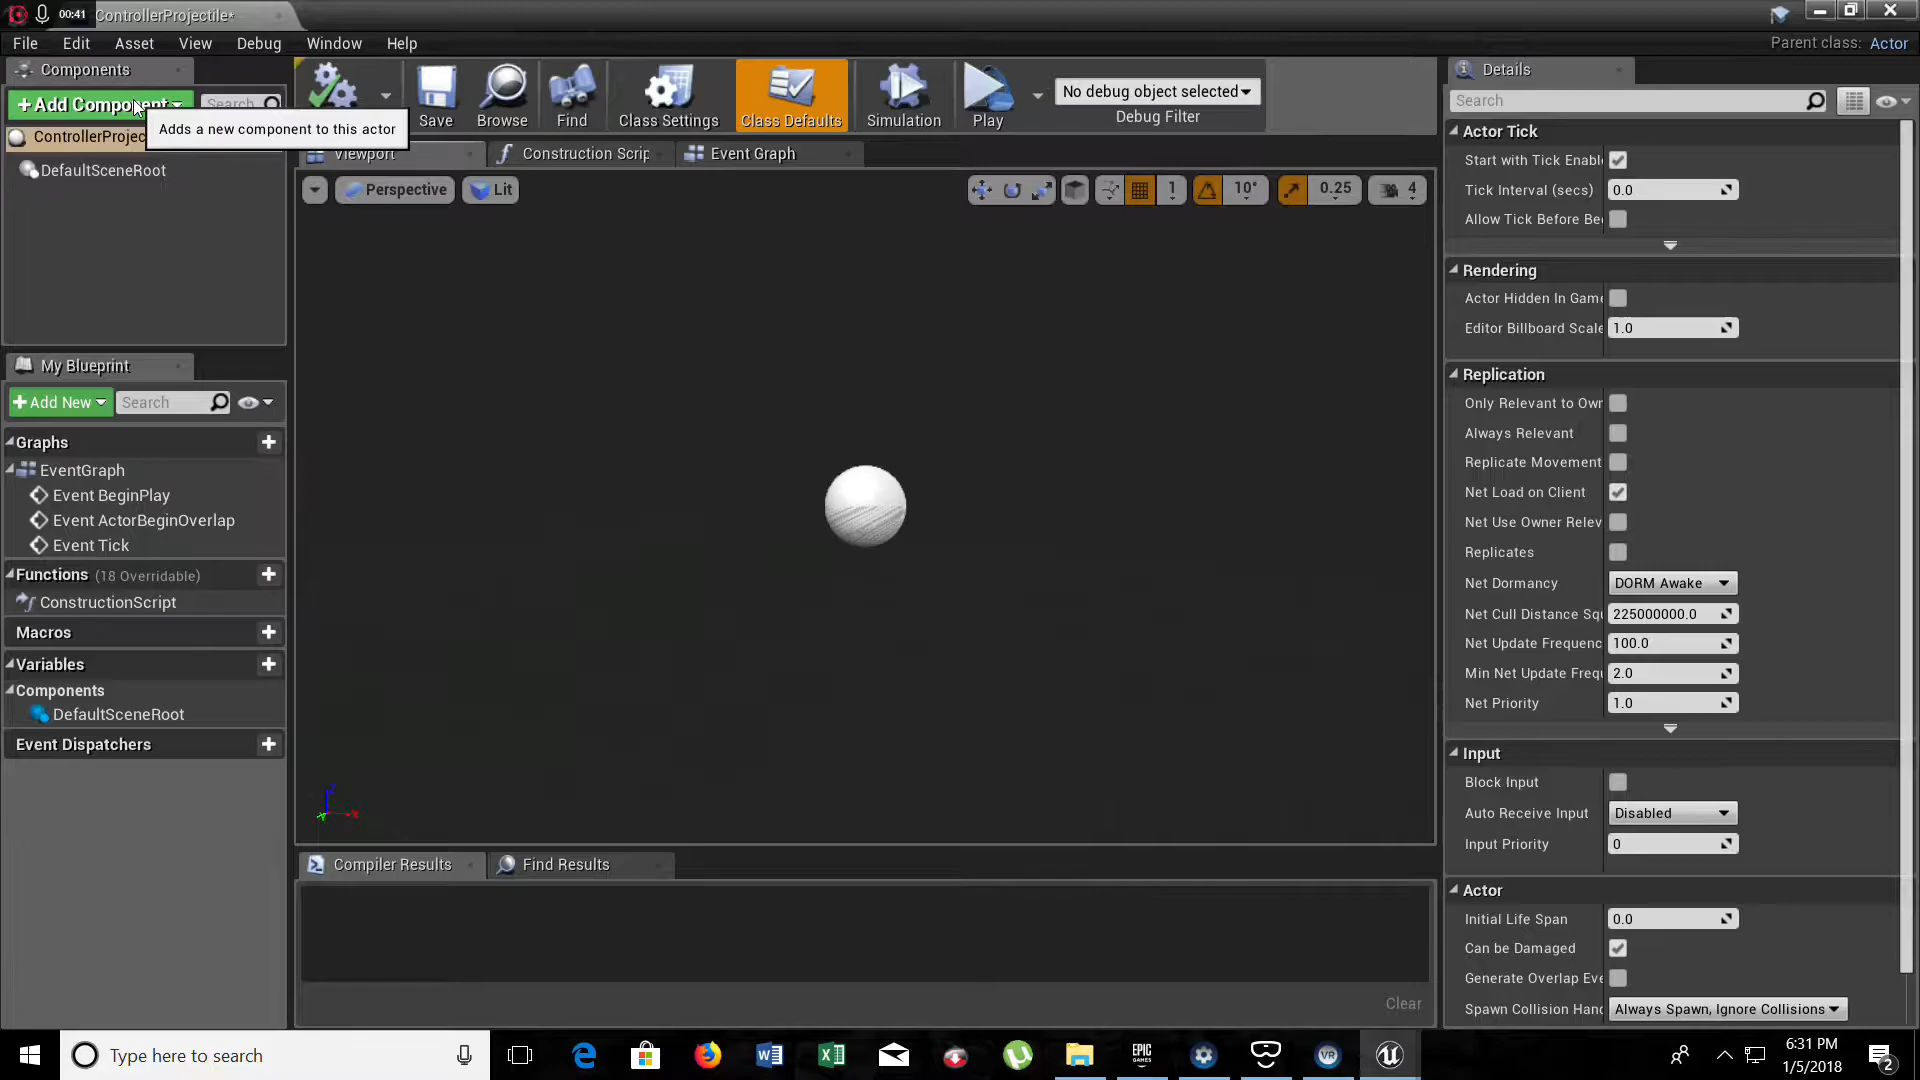 00:41
ControllerProjectile*
File Edit Asset View Debug Window Help
Parent class: Actor
Components
+Add Component
Search
Adds a new component to this actor
ControllerProjec
DefaultSceneRoot
Save
Browse
Find
Class Settings
Class Defaults
Simulation
Play
No debug object selected
Debug Filter
Viewport
Construction Scrip
Event Graph
Perspective
Lit
1
10°
0.25
4
Z
X
My Blueprint
+Add New
Search
Graphs
EventGraph
Event BeginPlay
Event ActorBeginOverlap
Event Tick
Functions (18 Overridable)
ConstructionScript
Macros
Variables
Components
DefaultSceneRoot
Event Dispatchers
Compiler Results
Find Results
Clear
Details
Search
Actor Tick
Start with Tick Enabl
Tick Interval (secs) 0.0
Allow Tick Before Be
Rendering
Actor Hidden In Game
Editor Billboard Scale 1.0
Replication
Only Relevant to Owr
Always Relevant
Replicate Movement
Net Load on Client
Net Use Owner Relev
Replicates
Net Dormancy DORM Awake
Net Cull Distance Squ 225000000.0
Net Update Frequenc 100.0
Min Net Update Frequ 2.0
Net Priority 1.0
Input
Block Input
Auto Receive Input Disabled
Input Priority 0
Actor
Initial Life Span 0.0
Can be Damaged
Generate Overlap Eve
Spawn Collision Hand Always Spawn, Ignore Collisions
Type here to search
EPIC GAMES
VR
6:31 PM
1/5/2018
2